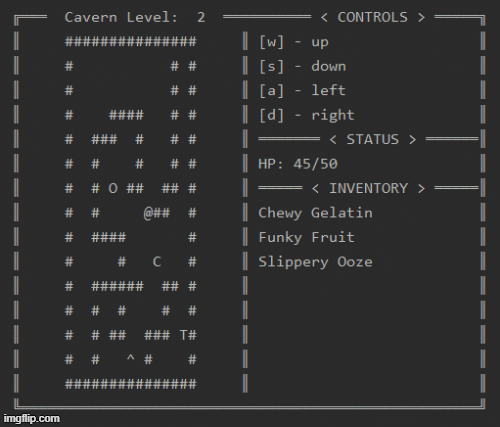 Cavern Level:  2 < CONTROLS >
###############     [w] - up
#           # #     [s] - down
#           # #     [a] - left
#    ####   # #     [d] - right
#  ###  #   # #     < STATUS >
#  #    #   # #     HP: 45/50
#  # O ##  ## #     < INVENTORY >
#  #     @##  #     Chewy Gelatin
#  ####       #     Funky Fruit
#     #   C   #     Slippery Ooze
#  ######  ## #
#  #  #    #  #
#  # ##  ### T#
#  #   ^ #    #
###############
imgflip.com